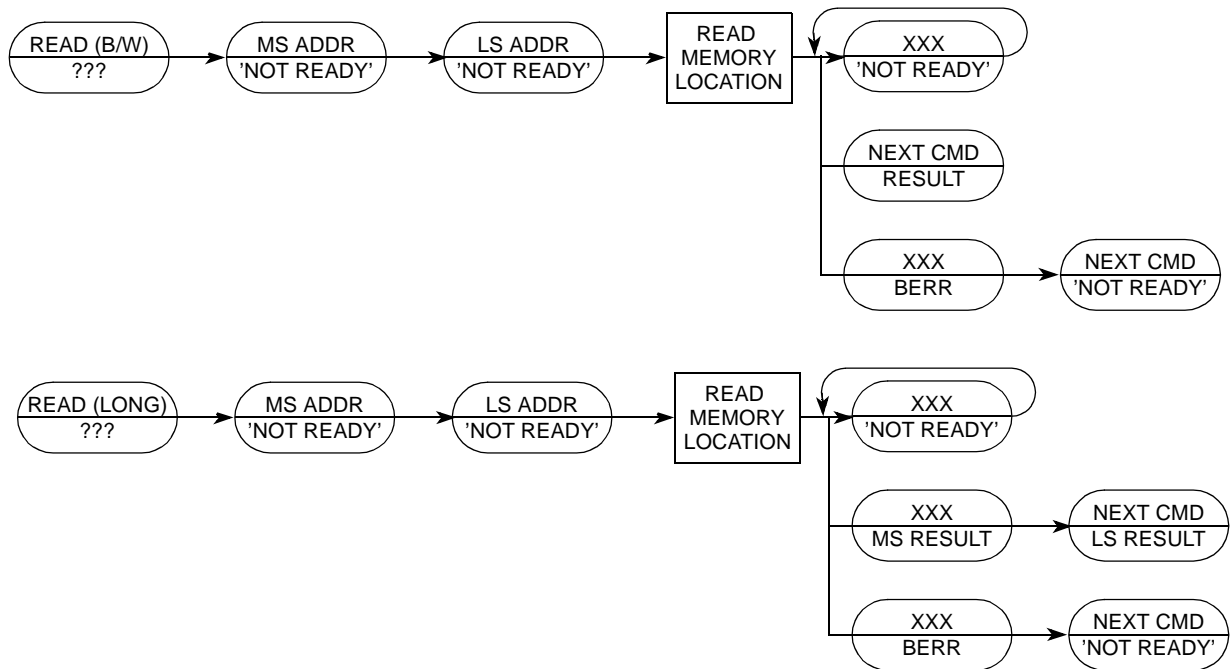 READ (B/W)
???
MS ADDR
'NOT READY'
LS ADDR
'NOT READY'
READ
MEMORY
LOCATION
XXX
'NOT READY'
NEXT CMD
RESULT
XXX
BERR
NEXT CMD
'NOT READY'
READ (LONG)
???
MS ADDR
'NOT READY'
LS ADDR
'NOT READY'
READ
MEMORY
LOCATION
XXX
'NOT READY'
XXX
MS RESULT
NEXT CMD
LS RESULT
XXX
BERR
NEXT CMD
'NOT READY'